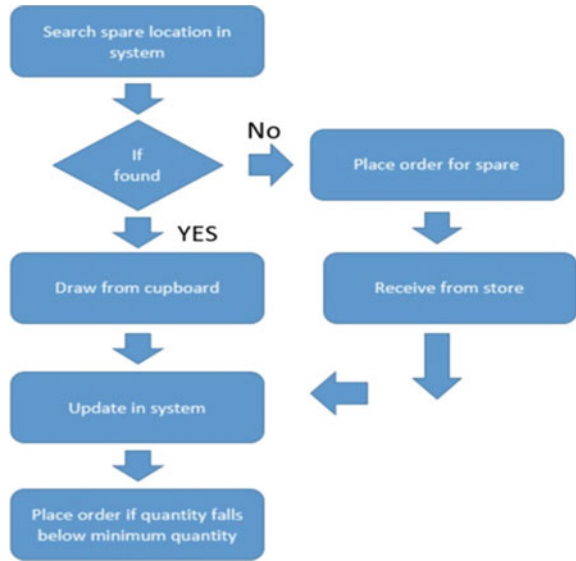 Search spare location in
system
If
found
No
Place order for spare
YES
Draw from cupboard
Receive from store
Update in system
Place order if quantity falls
below minimum quantity